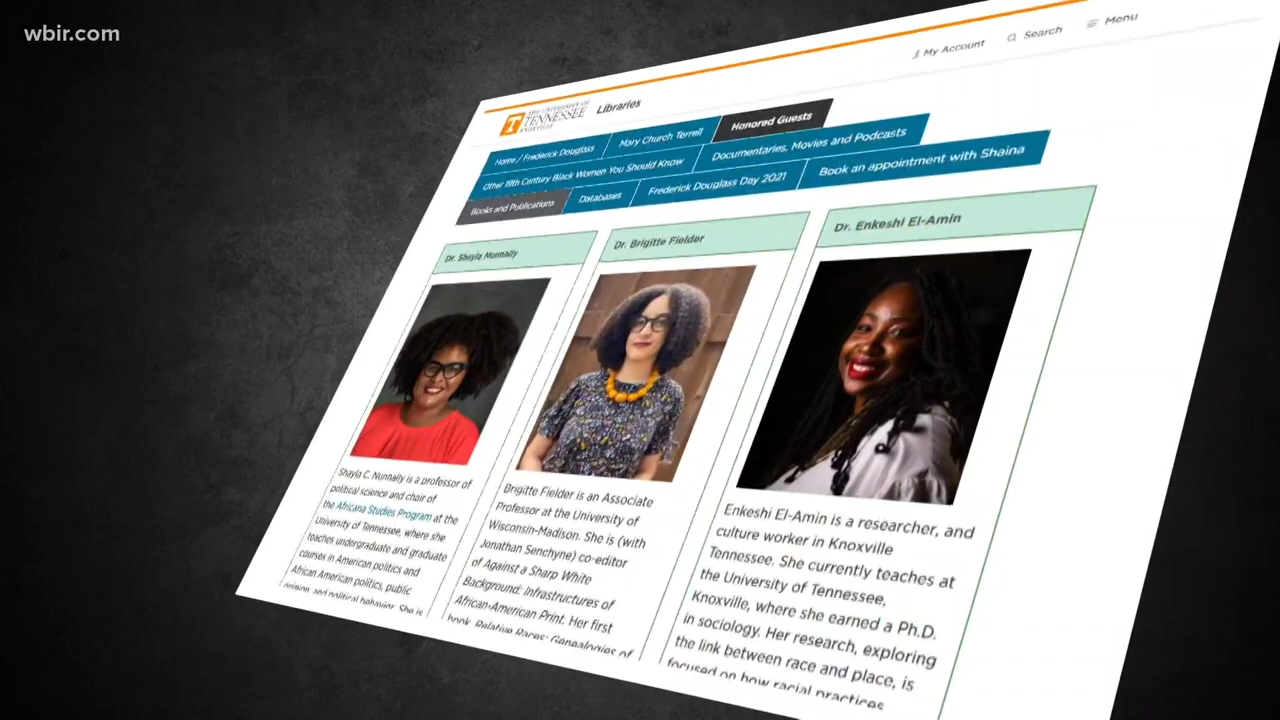 wbir.com
My Account
Search
Menu
THE UNIVERSITY OF
TENNESSEE
KNOXVILLE
Libraries
Home / Frederick Douglass
Mary Church Terrell
Honored Guests
Other 19th Century Black Women You Should Know
Documentaries, Movies and Podcasts
Books and Publications
Databases
Frederick Douglass Day 2021
Book an appointment with Shaina
Dr. Shayla Nunnally
Shayla C. Nunnally is a professor of
political science and chair of
the Africana Studies Program at the
University of Tennessee, where she
teaches undergraduate and graduate
courses in American politics and
African American politics, public
opinion, and political behavior. She is
Dr. Brigitte Fielder
Brigitte Fielder is an Associate
Professor at the University of
Wisconsin-Madison. She is (with
Jonathan Senchyne) co-editor
of Against a Sharp White
Background: Infrastructures of
African-American Print. Her first
book, Relative Races: Genealogies of
Dr. Enkeshi El-Amin
Enkeshi El-Amin is a researcher, and
culture worker in Knoxville
Tennessee. She currently teaches at
the University of Tennessee,
Knoxville, where she earned a Ph.D.
in sociology. Her research, exploring
the link between race and place, is
focused on how racial practices